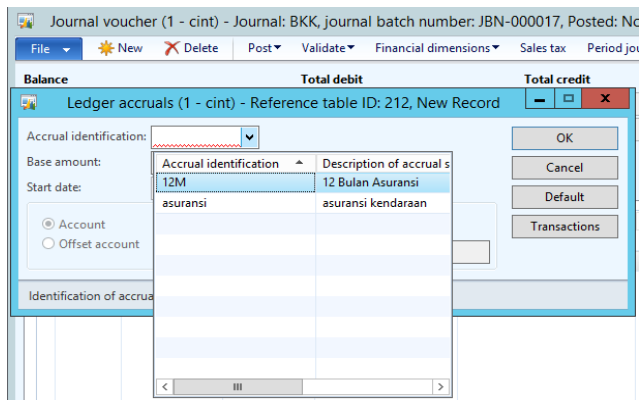 Journal voucher (1 - cint) - Journal: BKK, journal batch number: JBN-000017, Posted: No
File New Delete Post Validate Financial dimensions Sales tax Period jou
Balance Total debit Total credit
Ledger accruals (1 - cint) - Reference table ID: 212, New Record
Accrual identification: OK
Base amount: Cancel
Start date: Default
Account Transactions
Offset account
Accrual identification Description of accrual s
12M 12 Bulan Asuransi
asuransi asuransi kendaraan
Identification of accrua